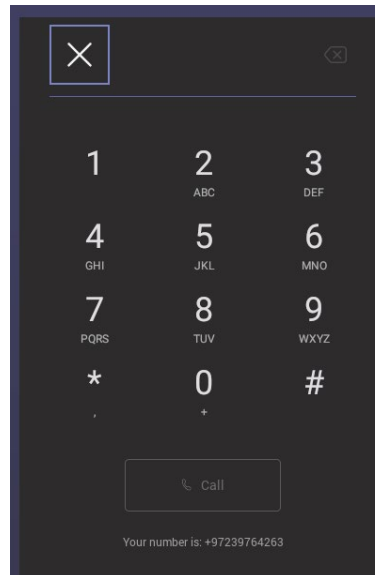 1 2 3
ABC DEF
4 5 6
GHI JKL MNO
7 8 9
PQRS TUV WXYZ
* 0 #
, +
Call
Your number is: +97239764263